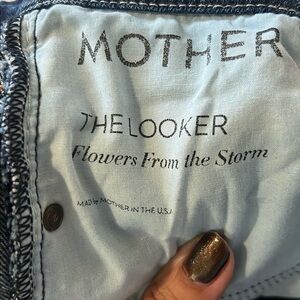 MOTHER
THE LOOKER
Flowers From the Storm
MADE by MOTHER IN THE U.S.A